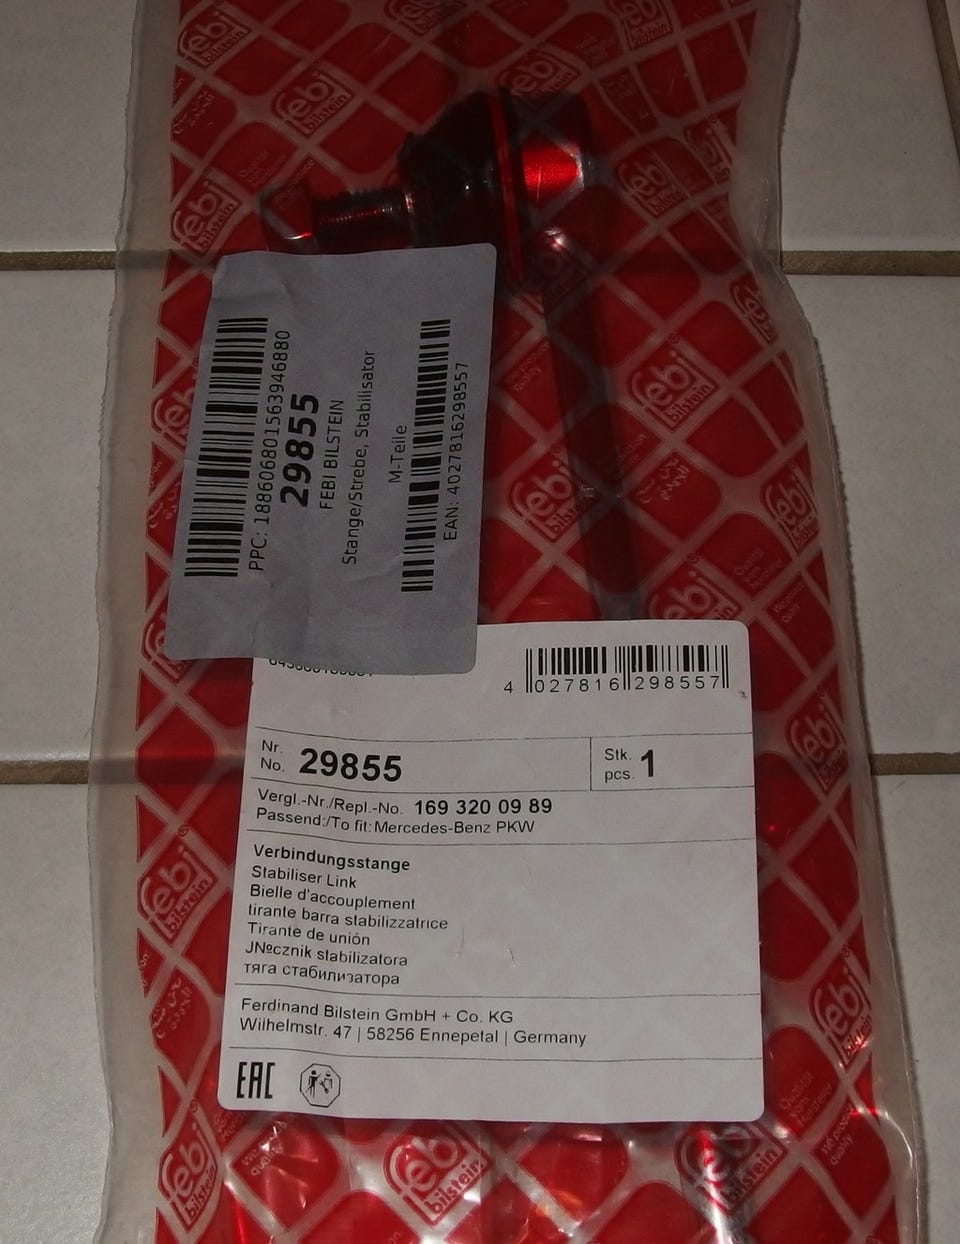 febi
bilstein
PPC: 1886068015639​46880
29855
FEBI BILSTEIN
Stange/Strebe, Stabilisator
M-Teile
EAN: 4027816298557
4 027816 298557
Nr.
No. 29855
Stk.
pcs. 1
Vergl.-Nr./Repl.-No. 169 320 09 89
Passend:/To fit: Mercedes-Benz PKW
Verbindungsstange
Stabiliser Link
Bielle d'accouplement
tirante barra stabilizzatrice
Tirante de unión
JNºcznik stabilizatora
тяга стабилизатора
Ferdinand Bilstein GmbH + Co. KG
Wilhelmstr. 47 | 58256 Ennepetal | Germany
EAC